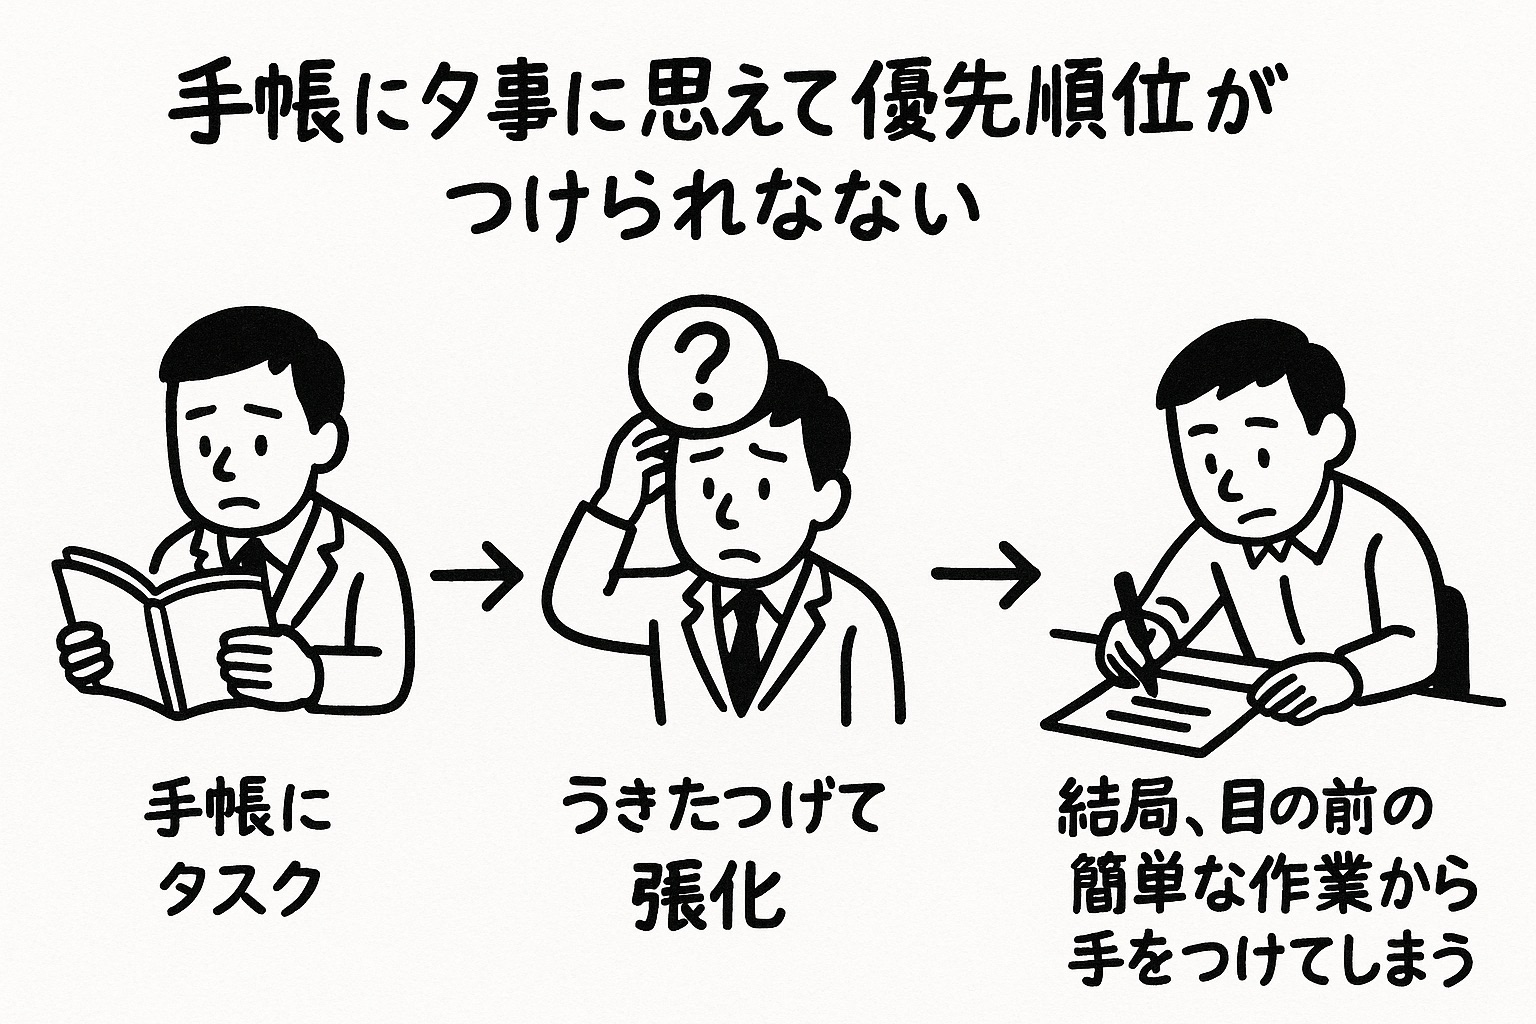 手帳にタ事に思えて優先順位が
つけられなない
?
手帳に
タスク
うきたつげて
張化
結局、目の前の
簡単な作業から
手をつけてしまう